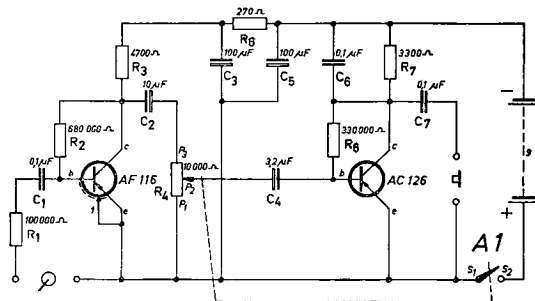 270 Ω
R6
4700 Ω
R3
100 µF
C3
100 µF
C5
0,1 µF
C6
3300 Ω
R7
10 µF
C2
0,1 µF
C7
680 000 Ω
R2
P3
10 000 Ω
P2
R4
P1
330 000 Ω
R8
0,1 µF
C1
b
c
AF 116
f
e
3,2 µF
C4
b
c
AC 126
e
−
9
+
100 000 Ω
R1
A1
S1
S2